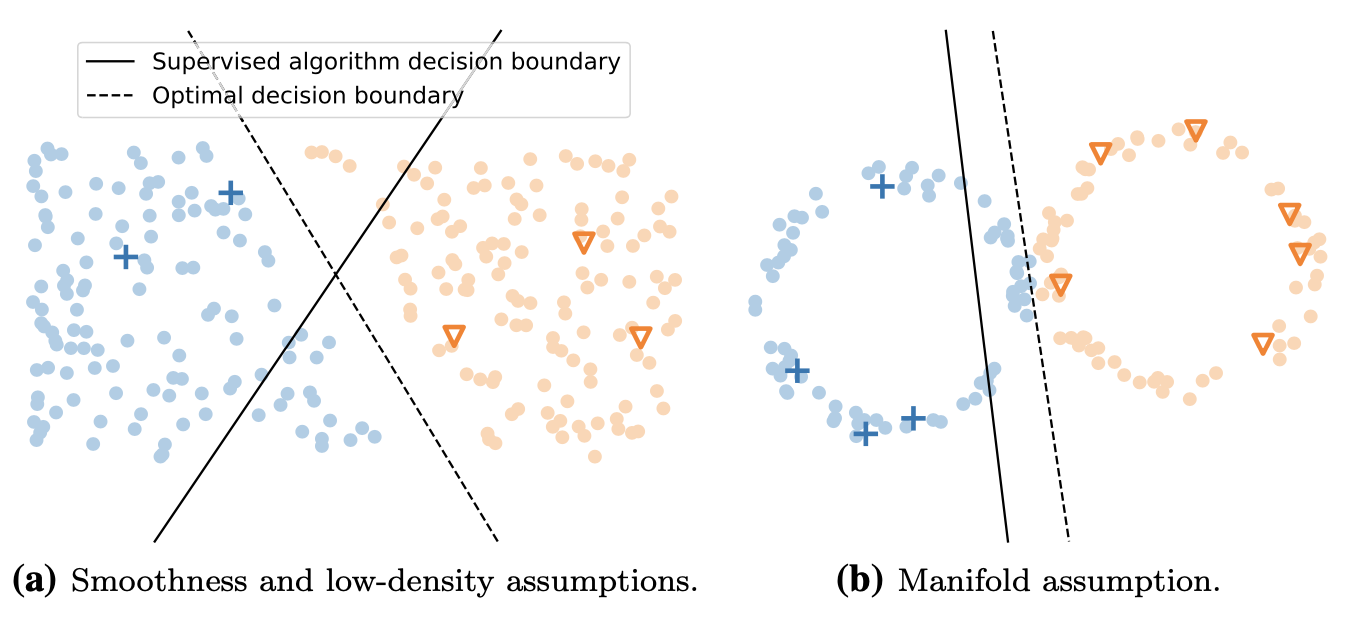 Supervised algorithm decision boundary
Optimal decision boundary
(a) Smoothness and low-density assumptions.
(b) Manifold assumption.